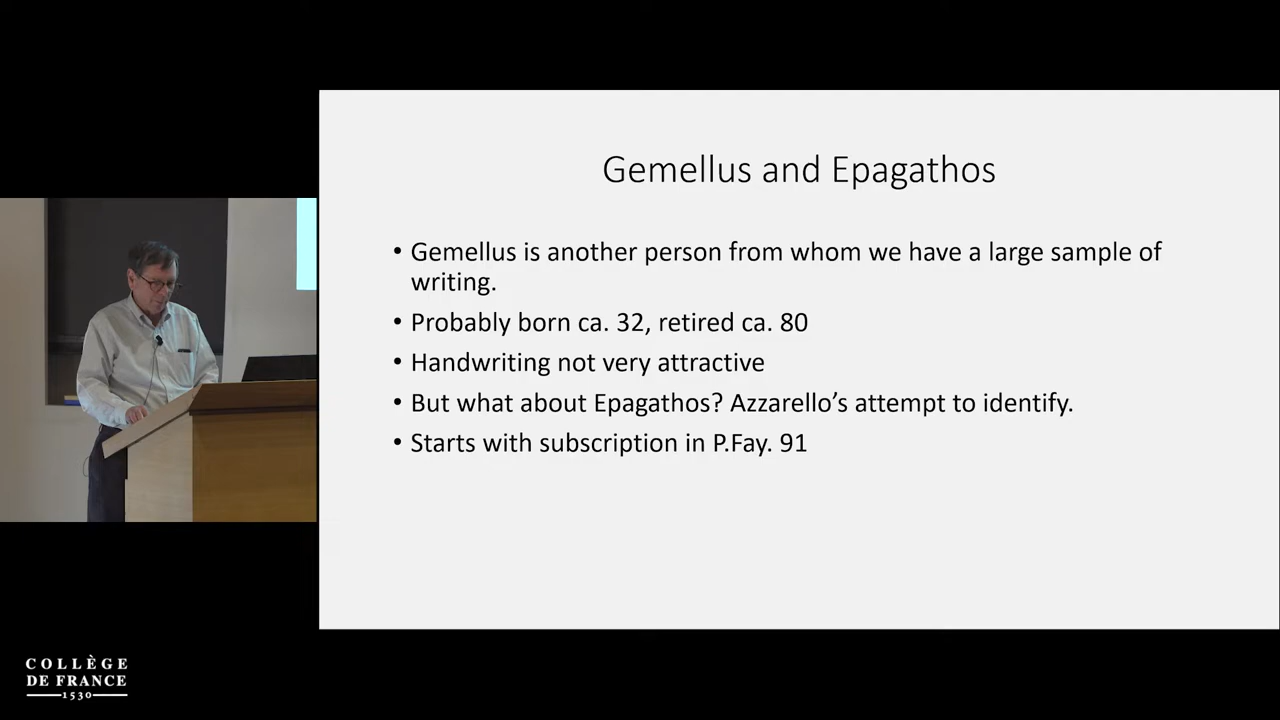 Gemellus and Epagathos
• Gemellus is another person from whom we have a large sample of
writing.
• Probably born ca. 32, retired ca. 80
• Handwriting not very attractive
• But what about Epagathos? Azzarello’s attempt to identify.
• Starts with subscription in P.Fay. 91
COLLÈGE
DE FRANCE
1530